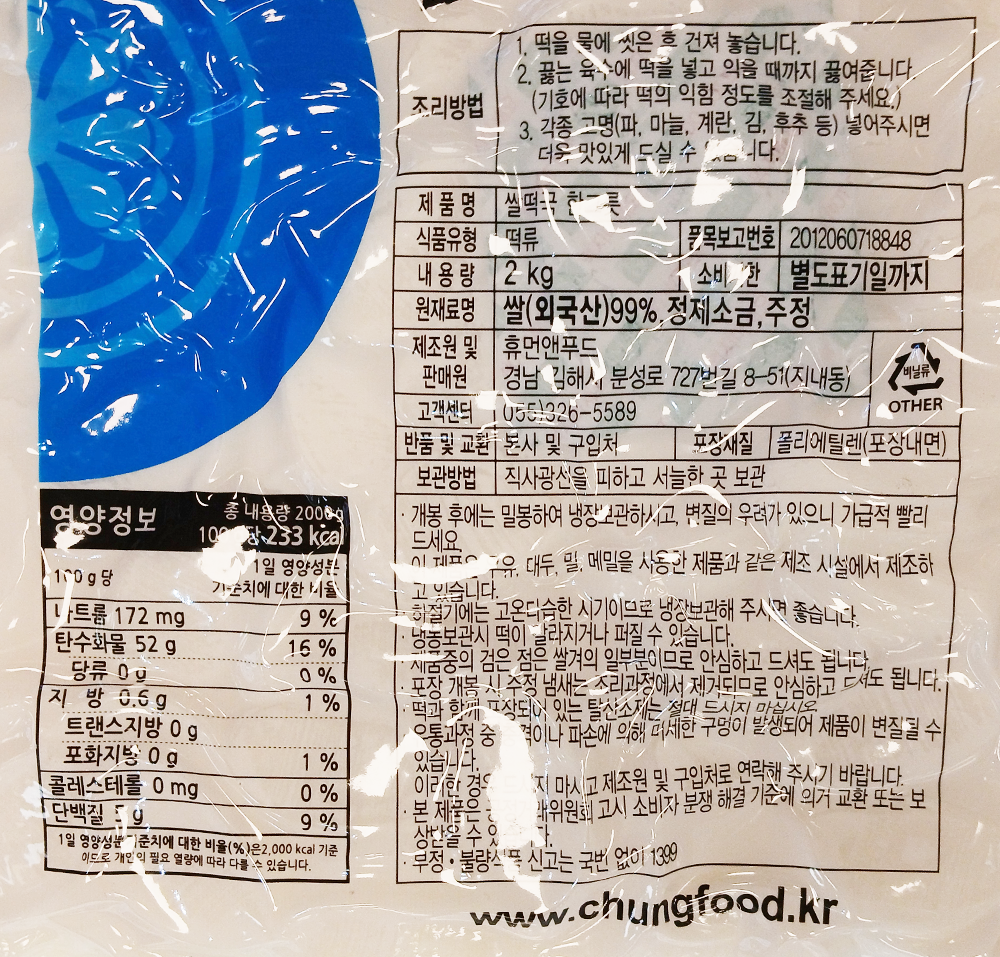 조리방법
1. 떡을 물에 씻은 후 건져 놓습니다.
2. 끓는 육수에 떡을 넣고 익을 때까지 끓여줍니다.
(기호에 따라 떡의 익힘 정도를 조절해 주세요.)
3. 각종 고명(파, 마늘, 계란, 김, 후추 등) 넣어주시면
더욱 맛있게 드실 수
제품명 쌀떡국
식품유형 떡류 품목보고번호 2012060718848
내용량 2 kg 별도표기일까지
원재료명 쌀(외국산)99%, 정제소금, 주정
제조원 및 판매원 휴먼앤푸드
경남 김해시 분성로 727번길 8-51(지내동)
비닐류
OTHER
고객센터 (055)326-5589
반품 및 교환 본사 및 구입처 포장재질 폴리에틸렌(포장내면)
보관방법 직사광선을 피하고 서늘한 곳 보관
· 개봉 후에는 밀봉하여 냉장보관하시고, 변질의 우려가 있으니 가급적 빨리
드세요.
이 제품은 우유, 대두, 밀, 메밀을 사용한 제품과 같은 제조 시설에서 제조하
고 있습니다.
· 하절기에는 고온다습한 시기이므로 냉장보관해 주시면 좋습니다.
· 냉동보관시 떡이 갈라지거나 퍼질 수 있습니다.
· 제품중의 검은 점은 쌀겨의 일부분이므로 안심하고 드셔도 됩니다.
· 포장 개봉 시 주정 냄새는 조리과정에서 제거되므로 안심하고 드셔도 됩니다.
· 떡과 함께 포장되어 있는 탈산소제는 절대 드시지 마십시오.
· 유통과정 중 이나 파손에 의해 미세한 구멍이 발생되어 제품이 변질될 수
있습니다.
이러한 경우 마시고 제조원 및 구입처로 연락해 주시기 바랍니다.
· 본 제품은 고시 소비자 분쟁 해결 기준에 의거 교환 또는 보
상받을 수
· 부정 • 불량식품 신고는 국번 없이 1399
www.chungfood.kr
영양정보
총 내용량 2000g
233 kcal
100 g 당
1일 영양성분
기준치에 대한 비율
나트륨 172 mg 9 %
탄수화물 52 g 16 %
당류 0 g 0 %
지 방 0.6 g 1 %
트랜스지방 0 g
포화지방 0 g 1 %
콜레스테롤 0 mg 0 %
단백질 5 g 9 %
1일 영양성분 기준치에 대한 비율(%)은 2,000 kcal 기준
이므로 개인의 필요 열량에 따라 다를 수 있습니다.